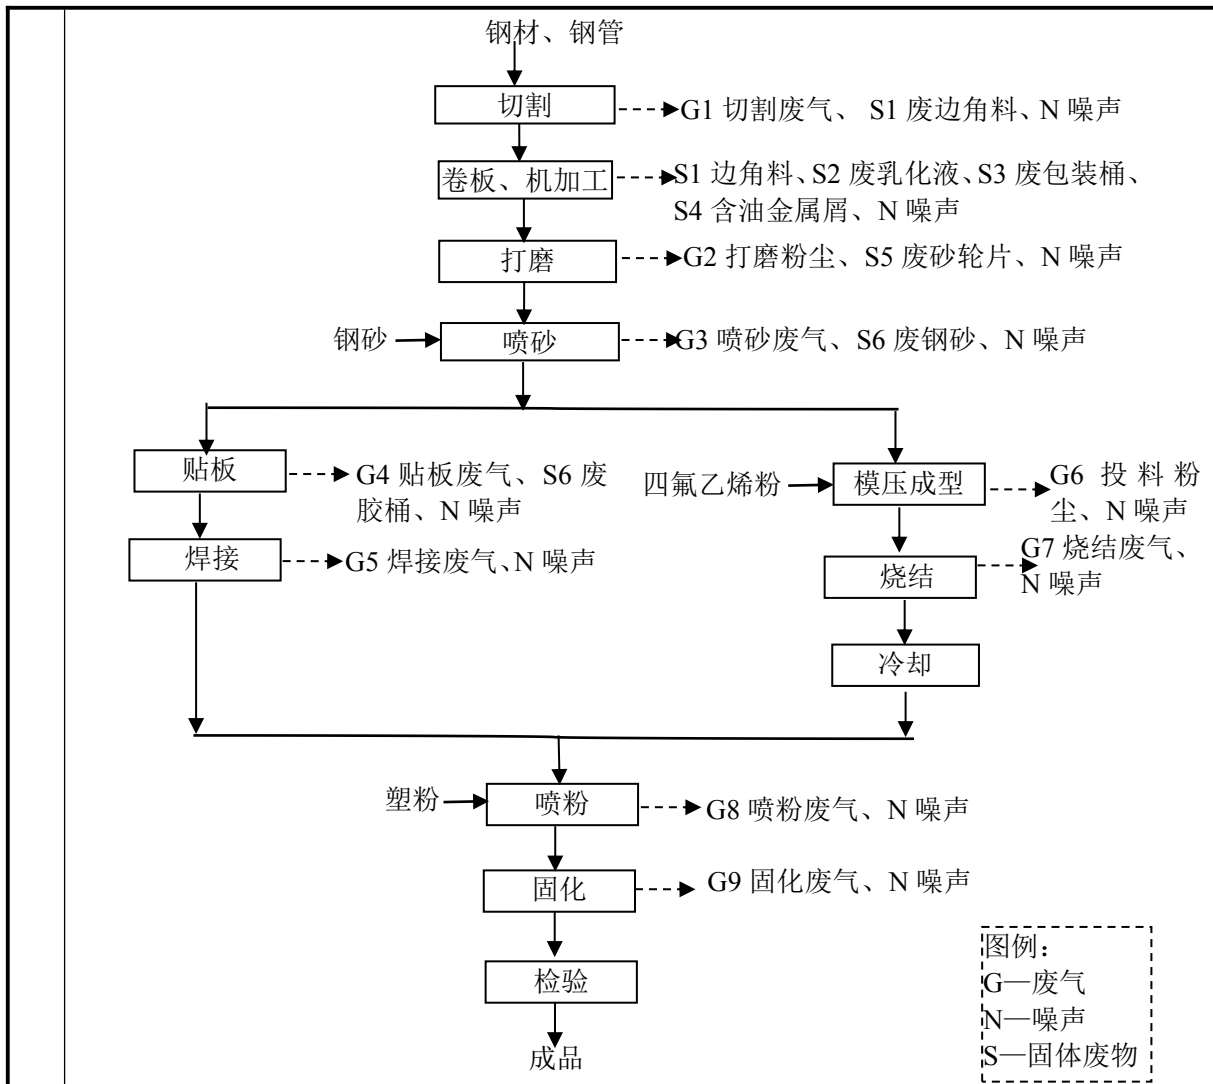 钢材、钢管
切割
G1 切割废气、 S1 废边角料、N 噪声
卷板、机加工
S1 边角料、S2 废乳化液、S3 废包装桶、
S4 含油金属屑、N 噪声
打磨
G2 打磨粉尘、S5 废砂轮片、N 噪声
钢砂
喷砂
G3 喷砂废气、S6 废钢砂、N 噪声
贴板
G4 贴板废气、S6 废
胶桶、N 噪声
四氟乙烯粉
模压成型
G6 投料粉
尘、N 噪声
焊接
G5 焊接废气、N 噪声
烧结
G7 烧结废气、
N 噪声
冷却
塑粉
喷粉
G8 喷粉废气、N 噪声
固化
G9 固化废气、N 噪声
检验
成品
图例：
G—废气
N—噪声
S—固体废物